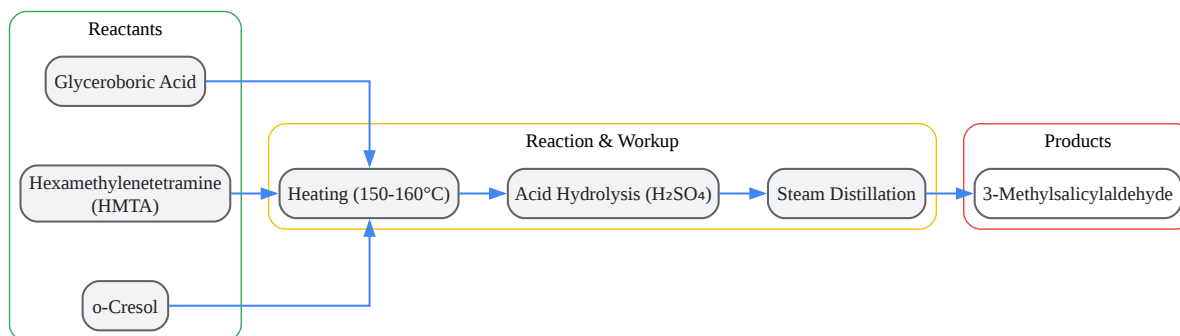 Reactants
Glyceroboric Acid
Hexamethylenetetramine
(HMTA)
o-Cresol
Reaction & Workup
Heating (150-160°C)
Acid Hydrolysis (H₂SO₄)
Steam Distillation
Products
3-Methylsalicylaldehyde